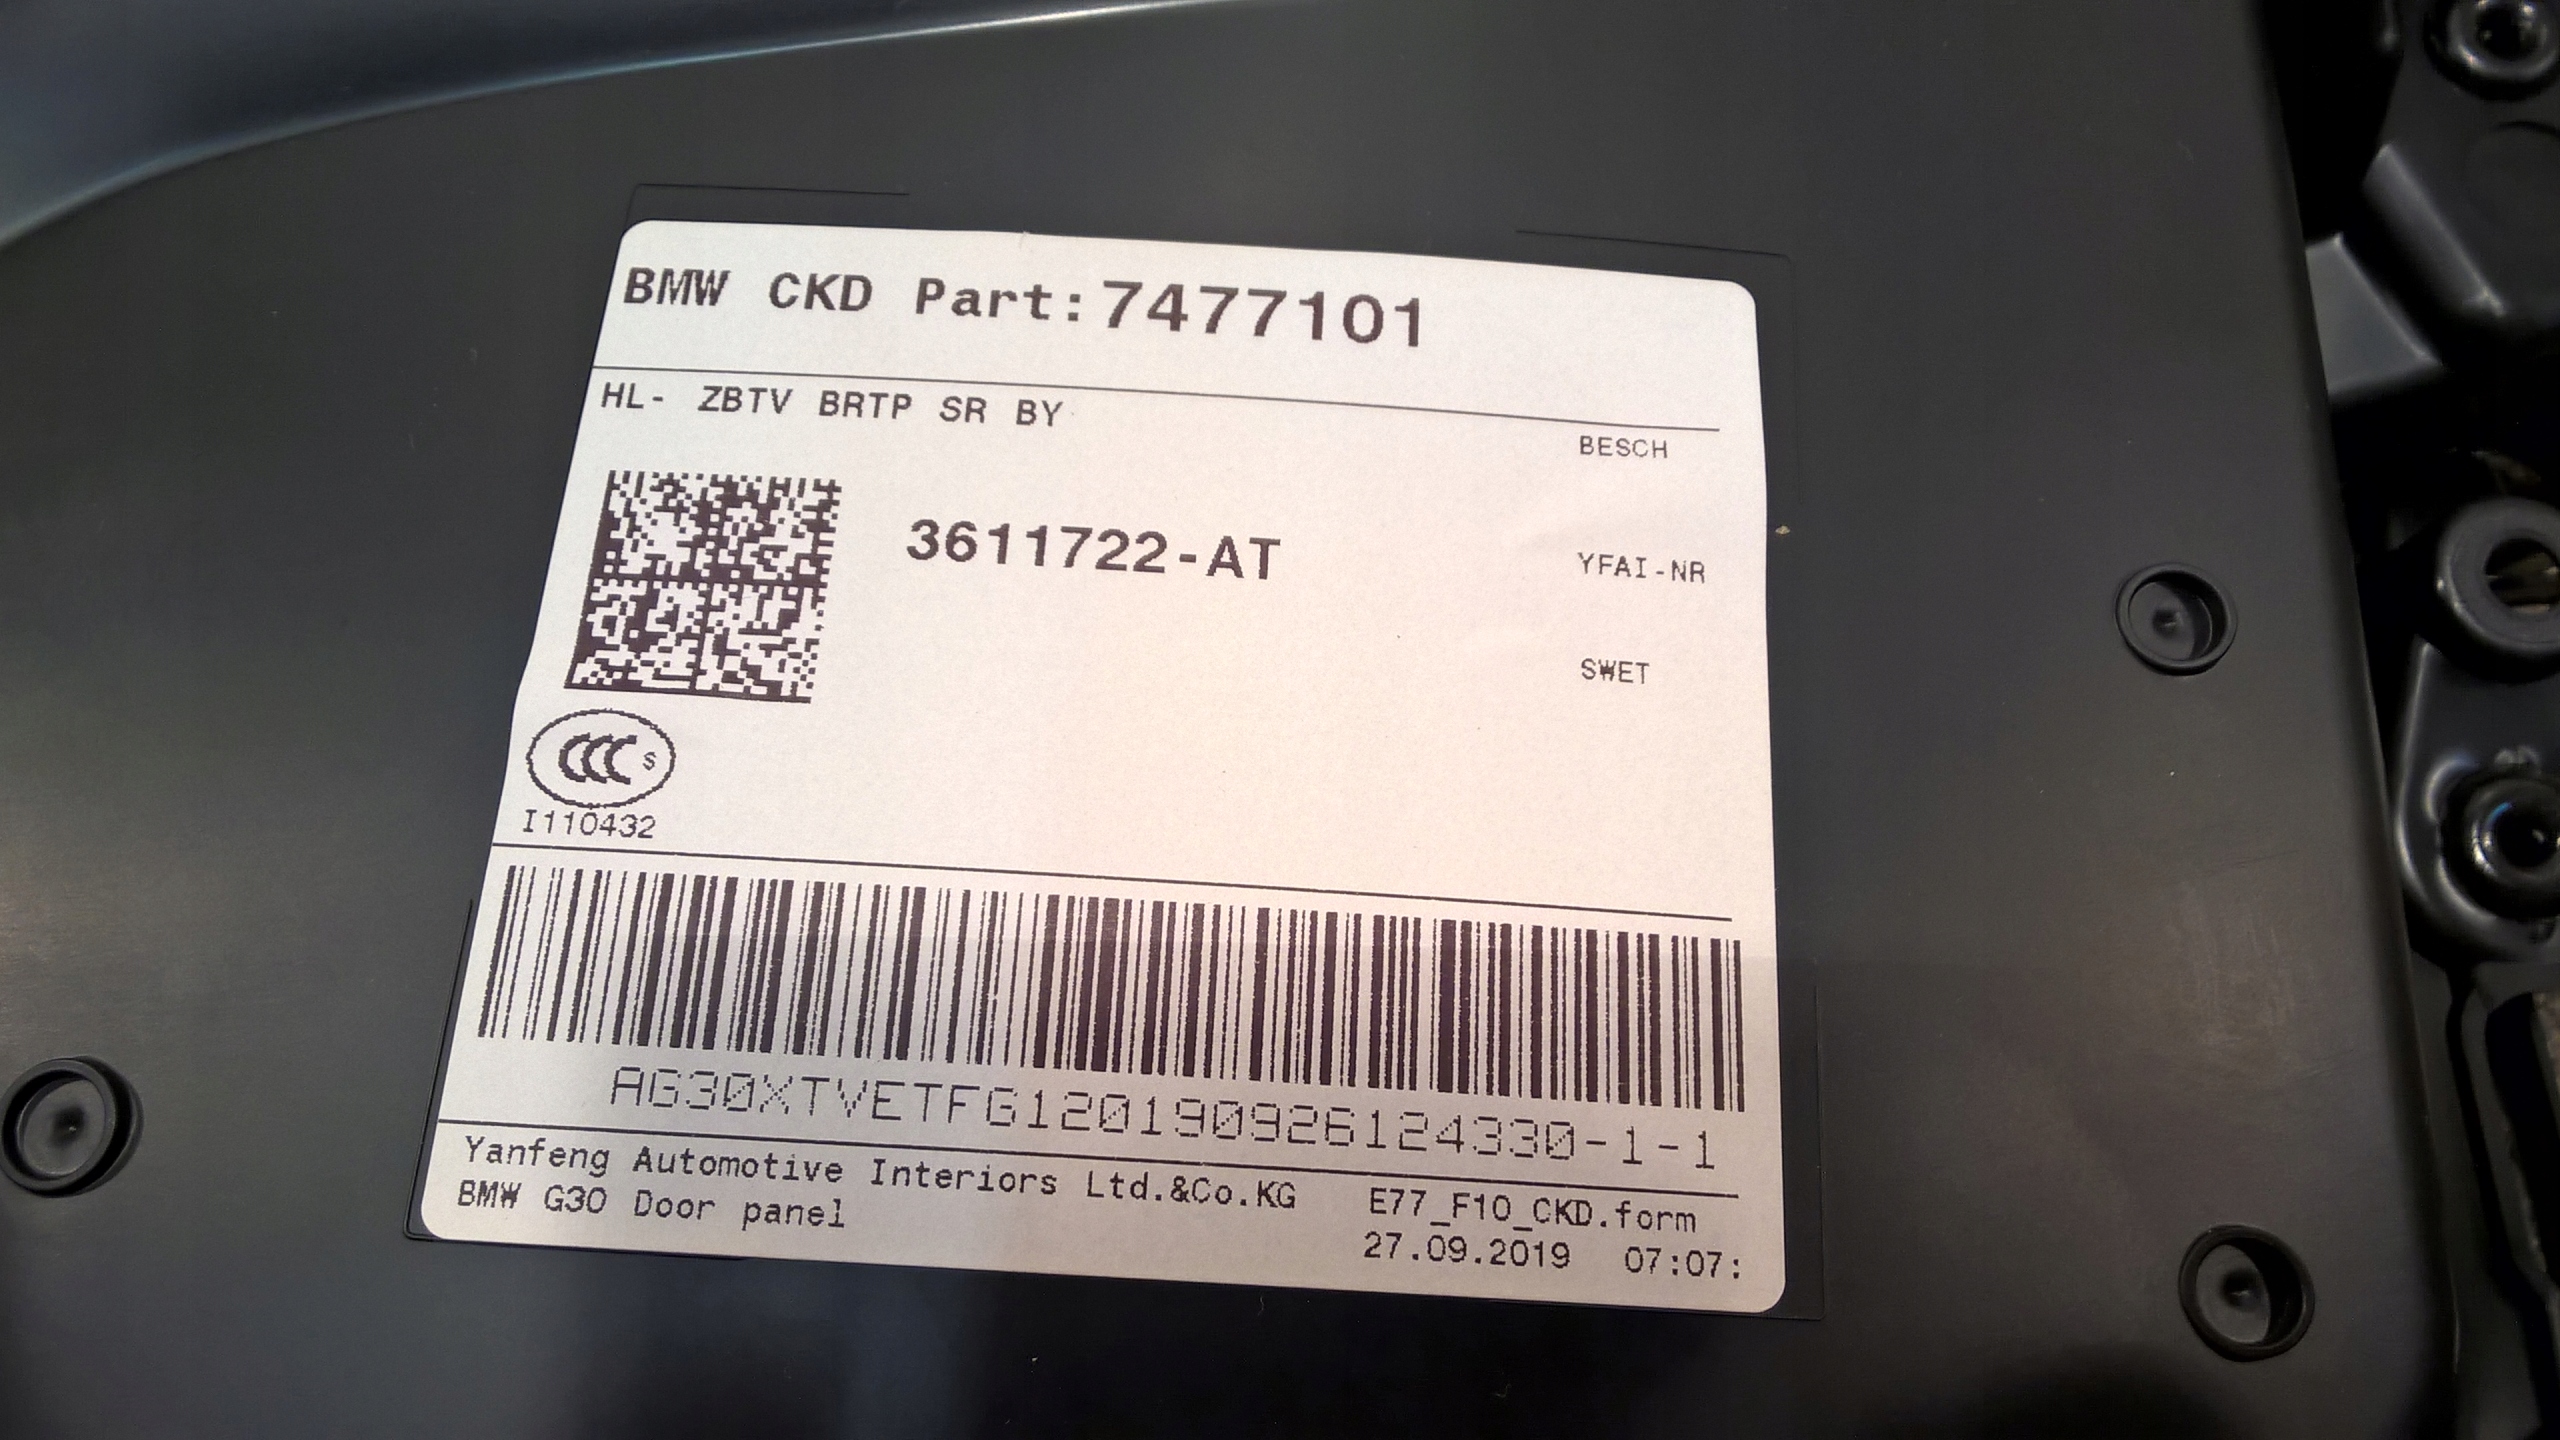 BMW CKD Part:7477101
HL- ZBTV BRTP SR BY
BESCH
3611722-AT
YFAI-NR
SWET
CCC S
I110432
AG30XTVETFG120190926124330-1-1
Yanfeng Automotive Interiors Ltd.&Co.KG
E77_F10_CKD.form
BMW G30 Door panel
27.09.2019 07:07: